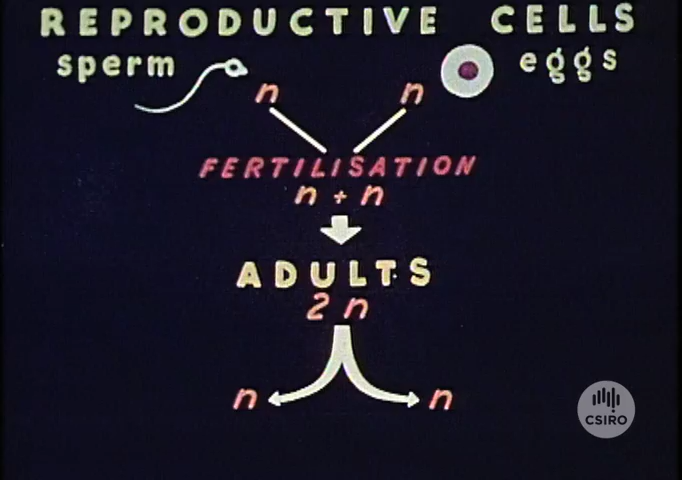 REPRODUCTIVE CELLS
sperm
eggs
n
n
FERTILISATION
n + n
ADULTS
2n
n
n
CSIRO